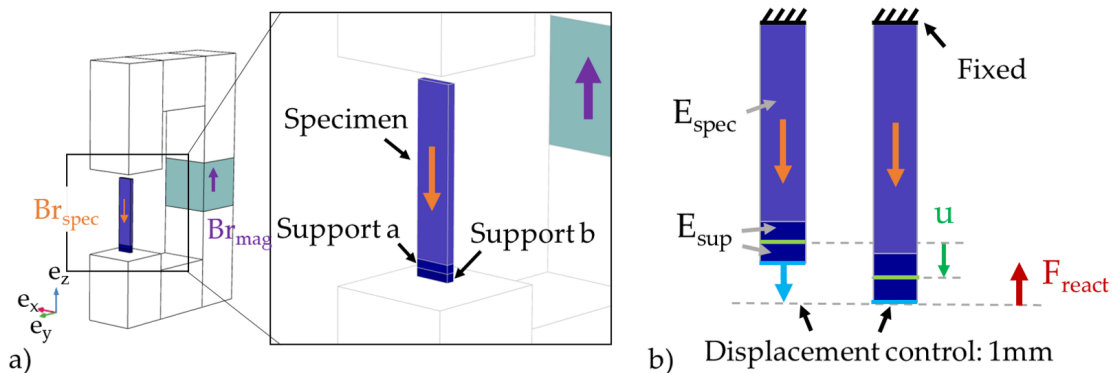 Specimen
Br_spec
Br_mag
Support a
Support b
e_z
e_x
e_y
a)
Fixed
E_spec
E_sup
u
F_react
b)
Displacement control: 1mm